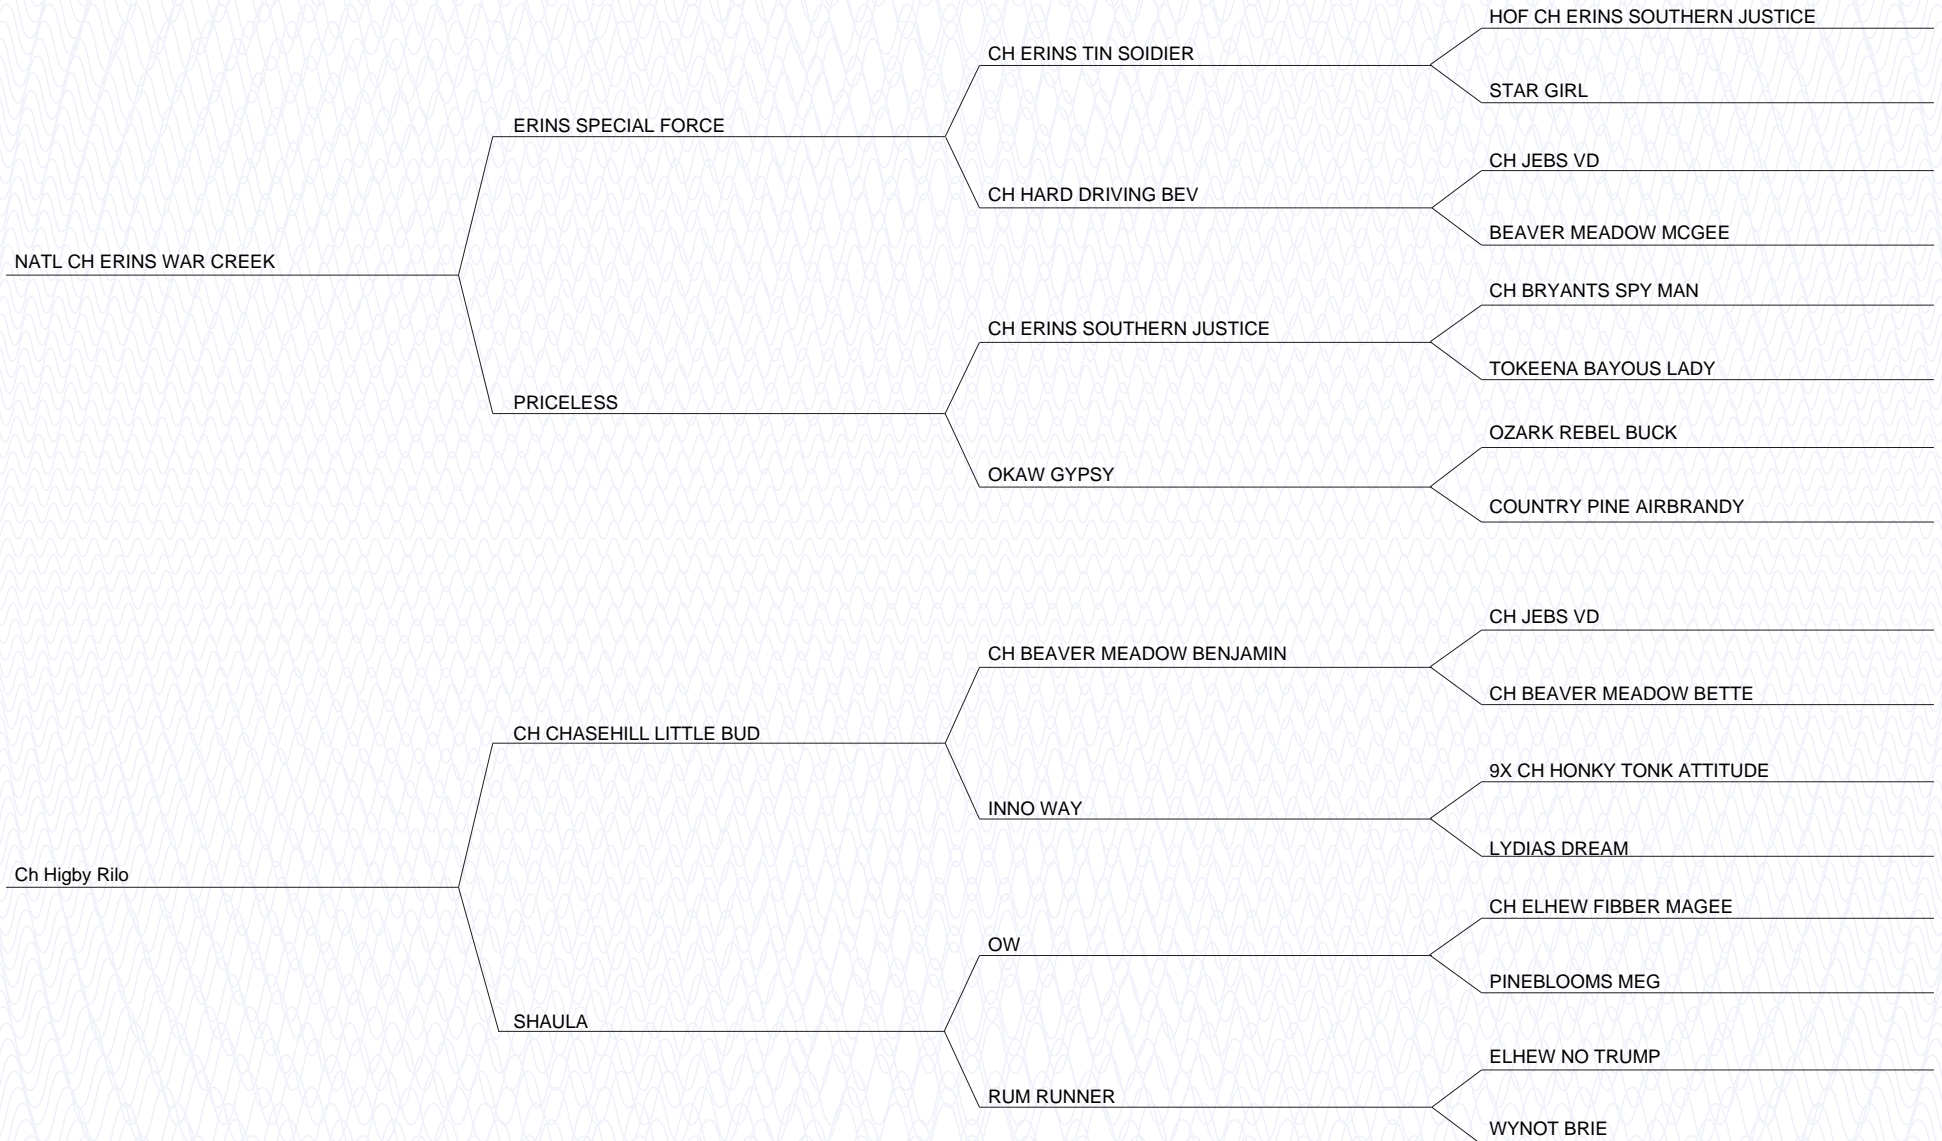 HOF CH ERINS SOUTHERN JUSTICE
CH ERINS TIN SOIDIER
STAR GIRL
ERINS SPECIAL FORCE
CH JEBS VD
CH HARD DRIVING BEV
BEAVER MEADOW MCGEE
NATL CH ERINS WAR CREEK
CH BRYANTS SPY MAN
CH ERINS SOUTHERN JUSTICE
TOKEENA BAYOUS LADY
PRICELESS
OZARK REBEL BUCK
OKAW GYPSY
COUNTRY PINE AIRBRANDY
CH JEBS VD
CH BEAVER MEADOW BENJAMIN
CH BEAVER MEADOW BETTE
CH CHASEHILL LITTLE BUD
9X CH HONKY TONK ATTITUDE
INNO WAY
LYDIAS DREAM
Ch Higby Rilo
CH ELHEW FIBBER MAGEE
OW
PINEBLOOMS MEG
SHAULA
ELHEW NO TRUMP
RUM RUNNER
WYNOT BRIE